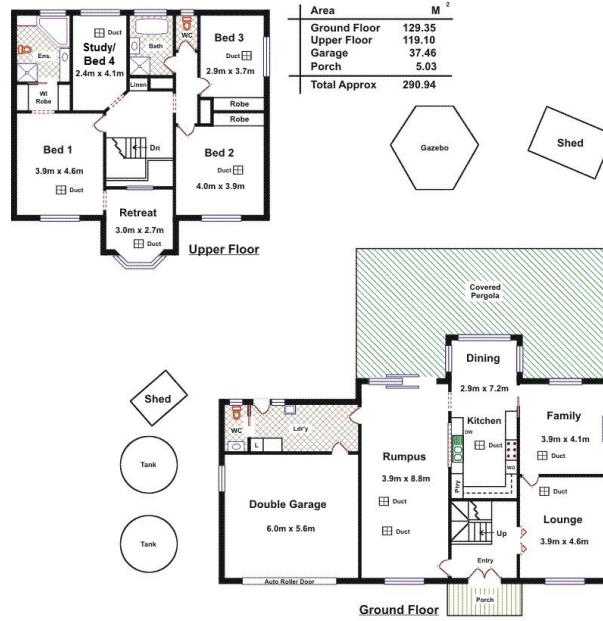 Area M 2
Ground Floor 129.35
Upper Floor 119.10
Garage 37.46
Porch 5.03
Total Approx 290.94
Ens.
Duct
Study/
Bed 4
2.4m x 4.1m
Bath
WC
Bed 3
Duct
2.9m x 3.7m
WI
Robe
Linen
Robe
Robe
Bed 1
3.9m x 4.6m
Duct
Dn
Bed 2
Duct
4.0m x 3.9m
Retreat
3.0m x 2.7m
Duct
Upper Floor
Gazebo
Shed
Covered
Pergola
Dining
2.9m x 7.2m
Shed
Tank
Tank
WC
L
Ldr'y
Rumpus
3.9m x 8.8m
Duct
Duct
Kitchen
DW
Duct
WO
Ptry
Family
3.9m x 4.1m
Duct
Duct
Lounge
3.9m x 4.6m
Double Garage
6.0m x 5.6m
Auto Roller Door
Up
Entry
Porch
Ground Floor